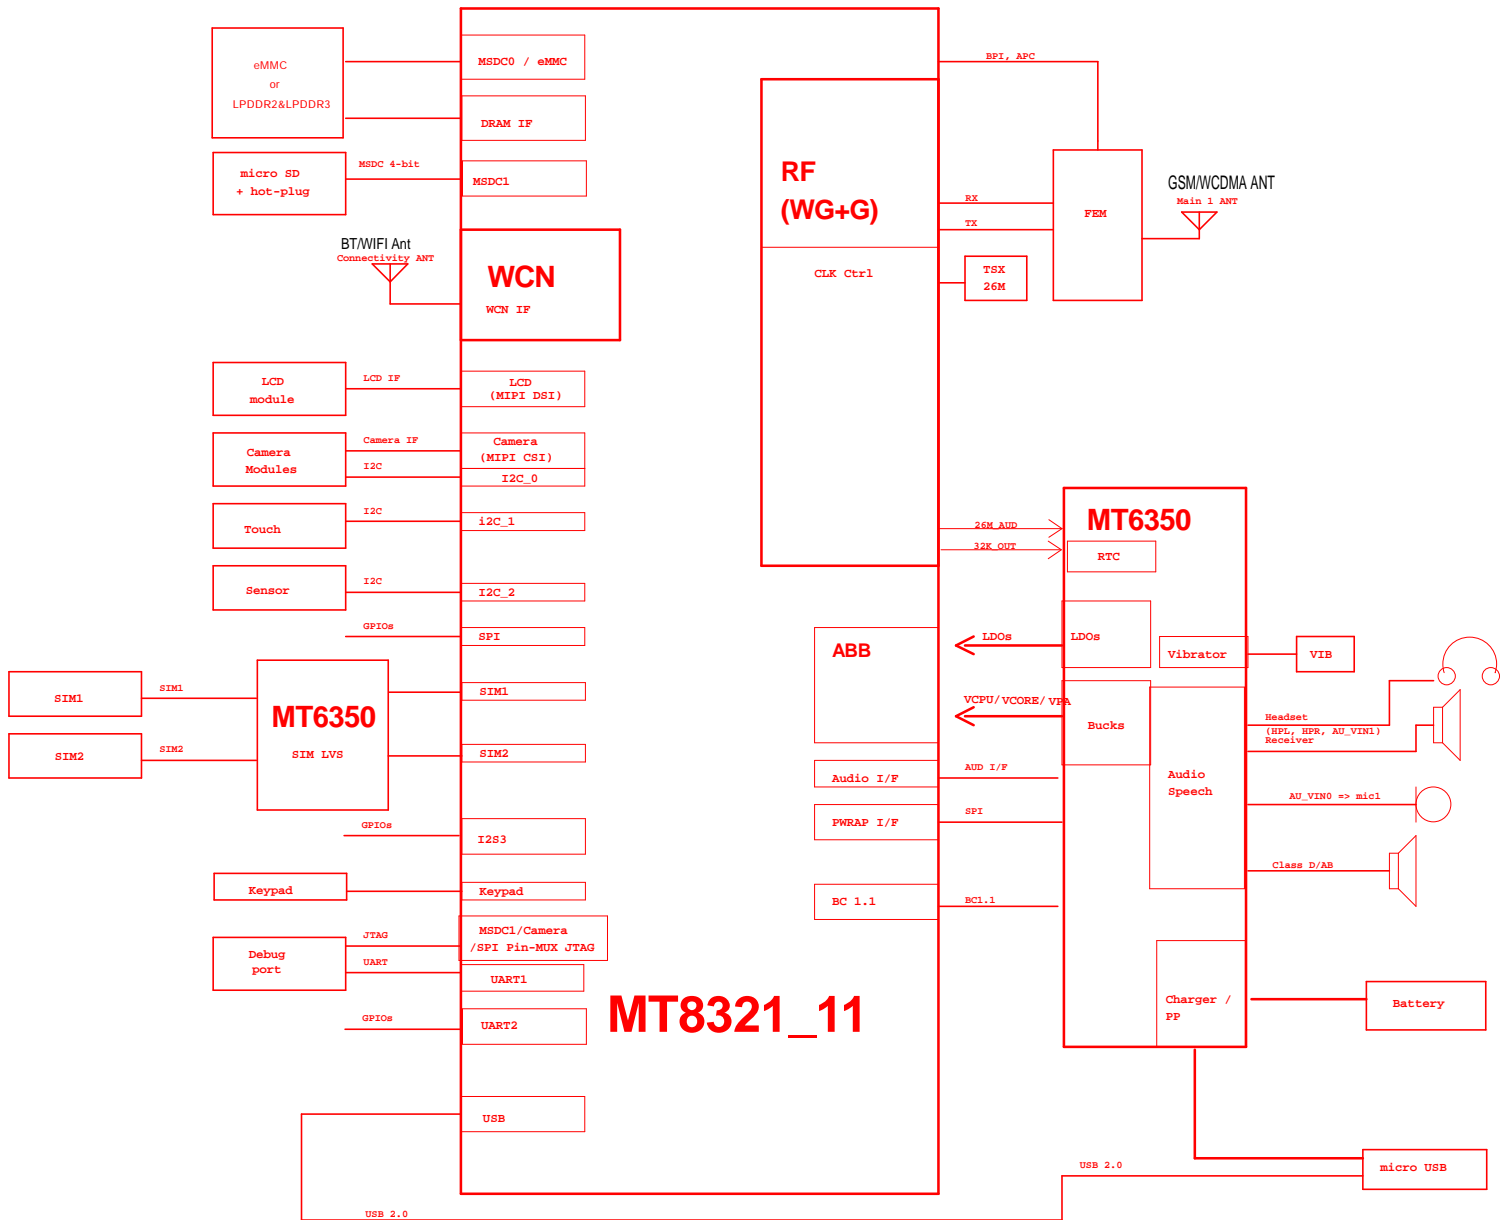 eMMC
or
LPDDR2&LPDDR3
MSDC0 / eMMC
DRAM IF
micro SD
+ hot-plug
MSDC 4-bit
MSDC1
BT/WIFI Ant
Connectivity ANT
WCN
WCN IF
LCD
module
LCD IF
LCD
(MIPI DSI)
Camera
Modules
Camera IF
I2C
Camera
(MIPI CSI)
I2C_0
Touch
I2C
i2C_1
Sensor
I2C
I2C_2
GPIOs
SPI
SIM1
SIM1
SIM2
SIM2
MT6350
SIM LVS
SIM1
SIM2
GPIOs
I2S3
Keypad
Keypad
Debug
port
JTAG
UART
MSDC1/Camera
/SPI Pin-MUX JTAG
UART1
GPIOs
UART2
MT8321_11
USB
USB 2.0
RF
(WG+G)
CLK Ctrl
BPI, APC
RX
TX
FEM
GSM/WCDMA ANT
Main 1 ANT
TSX
26M
26M_AUD
32K_OUT
MT6350
RTC
ABB
LDOs
LDOs
VCPU/VCORE/VPA
Bucks
Vibrator
VIB
Audio
Speech
Headset
(HPL, HPR, AU_VIN1)
Receiver
AU_VIN0 => mic1
Class D/AB
Audio I/F
AUD I/F
PWRAP I/F
SPI
BC 1.1
BC1.1
Charger /
PP
Battery
USB 2.0
micro USB